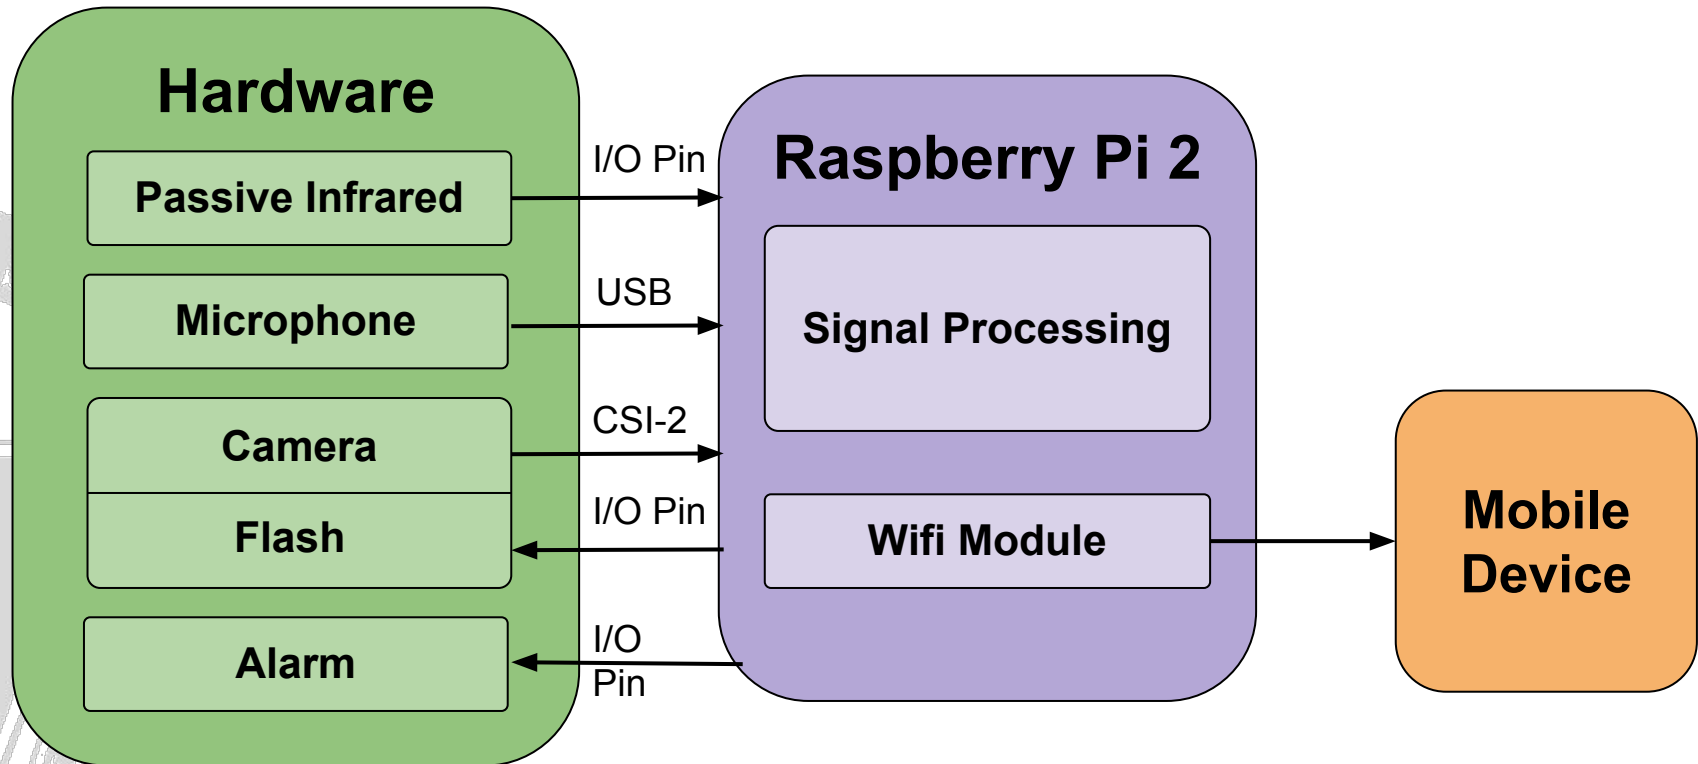 Hardware
Passive Infrared
Microphone
Camera
Flash
Alarm
I/O Pin
USB
CSI-2
I/O Pin
I/O
Pin
Raspberry Pi 2
Signal Processing
Wifi Module
Mobile
Device